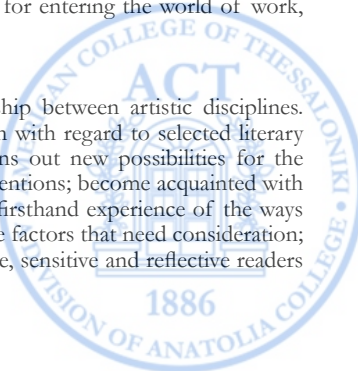 for entering the world of work,
ship between artistic disciplines.
with regard to selected literary
out new possibilities for the
entions; become acquainted with
firsthand experience of the ways
factors that need consideration;
sensitive and reflective readers
AMERICAN COLLEGE OF THESSALONIKI
ACT
1886
DIVISION OF ANATOLIA COLLEGE